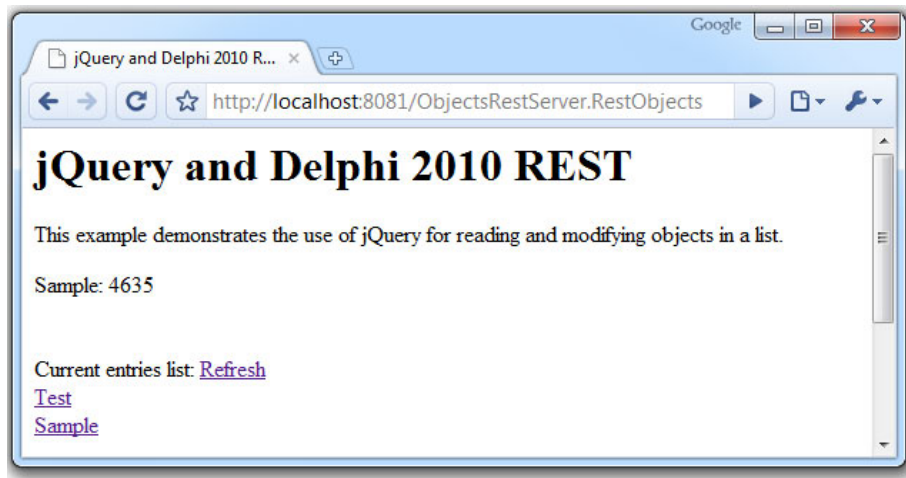 Google
jQuery and Delphi 2010 R...
http://localhost:8081/ObjectsRestServer.RestObjects
jQuery and Delphi 2010 REST
This example demonstrates the use of jQuery for reading and modifying objects in a list.
Sample: 4635
Current entries list: Refresh
Test
Sample